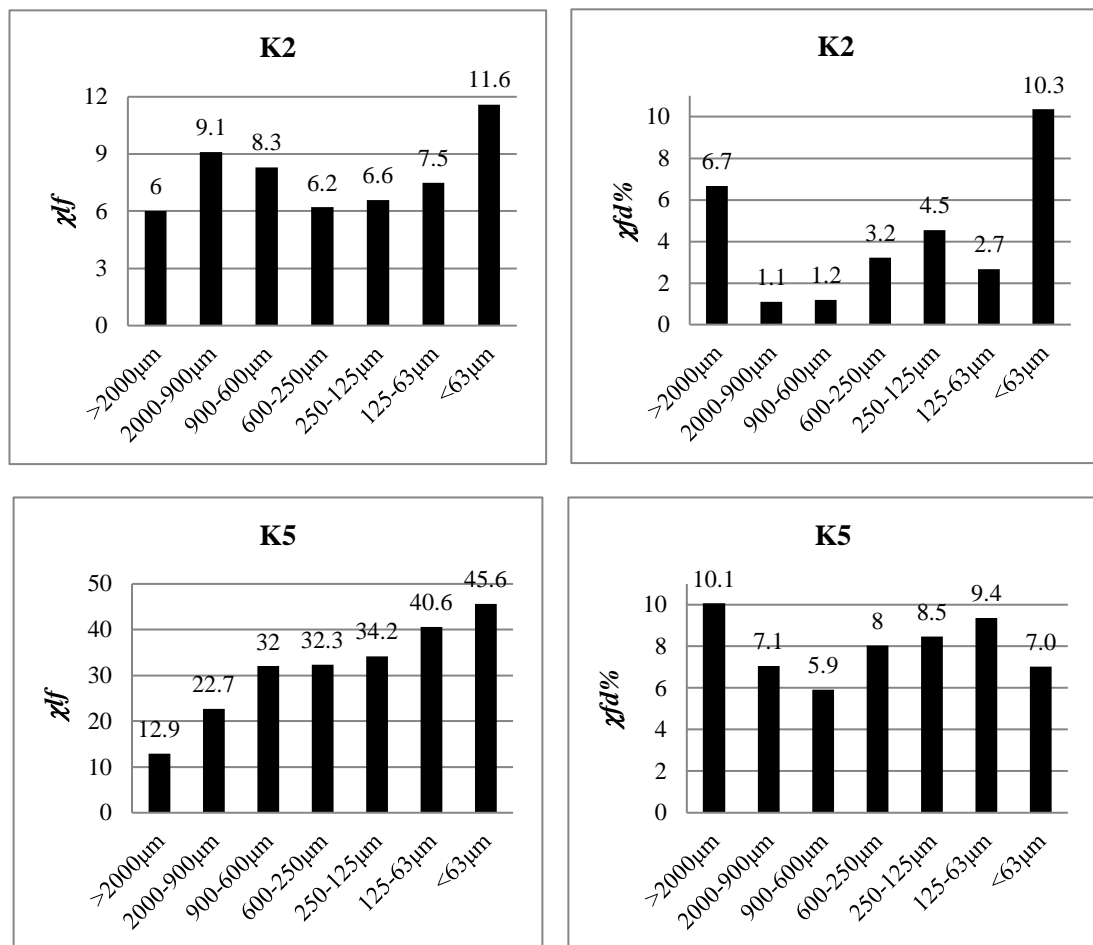 K2
χlf
12
9
6
3
0
6
9.1
8.3
6.2
6.6
7.5
11.6
>2000µm
2000-900µm
900-600µm
600-250µm
250-125µm
125-63µm
<63µm
K2
χfd%
10
8
6
4
2
0
6.7
1.1
1.2
3.2
4.5
2.7
10.3
>2000µm
2000-900µm
900-600µm
600-250µm
250-125µm
125-63µm
<63µm
K5
χlf
50
40
30
20
10
0
12.9
22.7
32
32.3
34.2
40.6
45.6
>2000µm
2000-900µm
900-600µm
600-250µm
250-125µm
125-63µm
<63µm
K5
χfd%
10
8
6
4
2
0
10.1
7.1
5.9
8
8.5
9.4
7.0
>2000µm
2000-900µm
900-600µm
600-250µm
250-125µm
125-63µm
<63µm